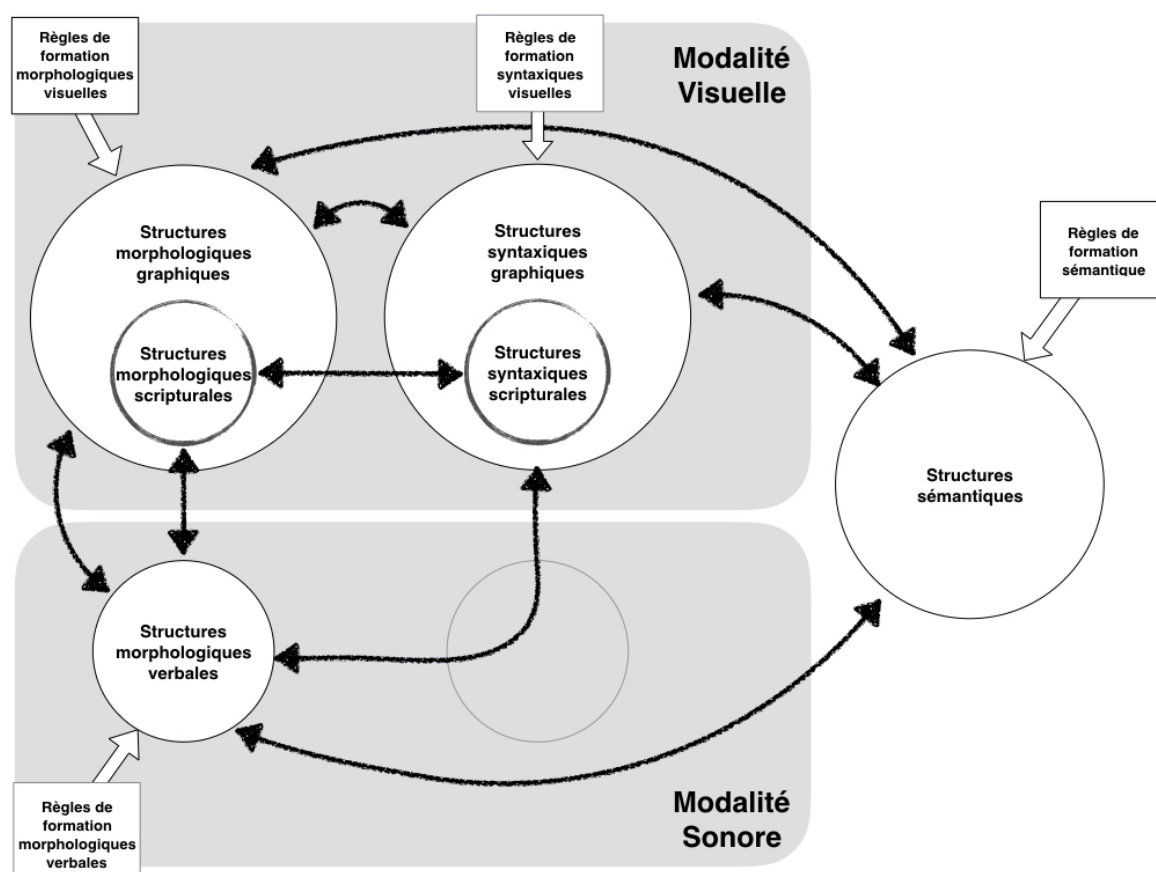 Règles de
formation
morphologiques
visuelles
Règles de
formation
syntaxiques
visuelles
Modalité
Visuelle
Structures
morphologiques
graphiques
Structures
syntaxiques
graphiques
Règles de
formation
sémantique
Structures
morphologiques
scripturales
Structures
syntaxiques
scripturales
Structures
sémantiques
Structures
morphologiques
verbales
Règles de
formation
morphologiques
verbales
Modalité
Sonore